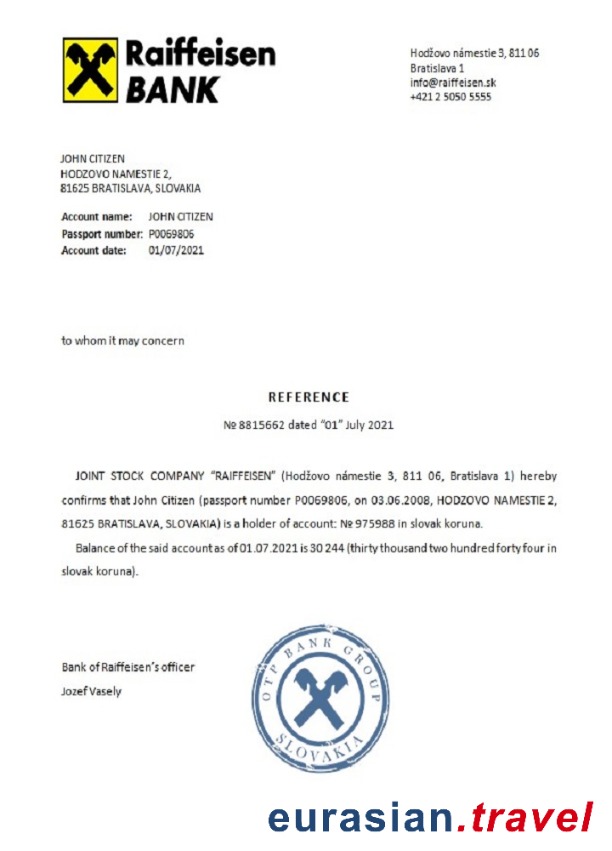 Raiffeisen
BANK
Hodžovo námestie 3, 811 06
Bratislava 1
info@raiffeisen.sk
+421 2 5050 5555
JOHN CITIZEN
HODZOVO NAMESTIE 2,
81625 BRATISLAVA, SLOVAKIA
Account name: JOHN CITIZEN
Passport number: P0069806
Account date: 01/07/2021
to whom it may concern
REFERENCE
№ 8815662 dated “01” July 2021
JOINT STOCK COMPANY “RAIFFEISEN” (Hodžovo námestie 3, 811 06, Bratislava 1) hereby
confirms that John Citizen (passport number P0069806, on 03.06.2008, HODZOVO NAMESTIE 2,
81625 BRATISLAVA, SLOVAKIA) is a holder of account: № 975988 in slovak koruna.
Balance of the said account as of 01.07.2021 is 30 244 (thirty thousand two hundred forty four in
slovak koruna).
Bank of Raiffeisen’s officer
Jozef Vasely
OTP BANK GROUP
SLOVAKIA
eurasian.travel